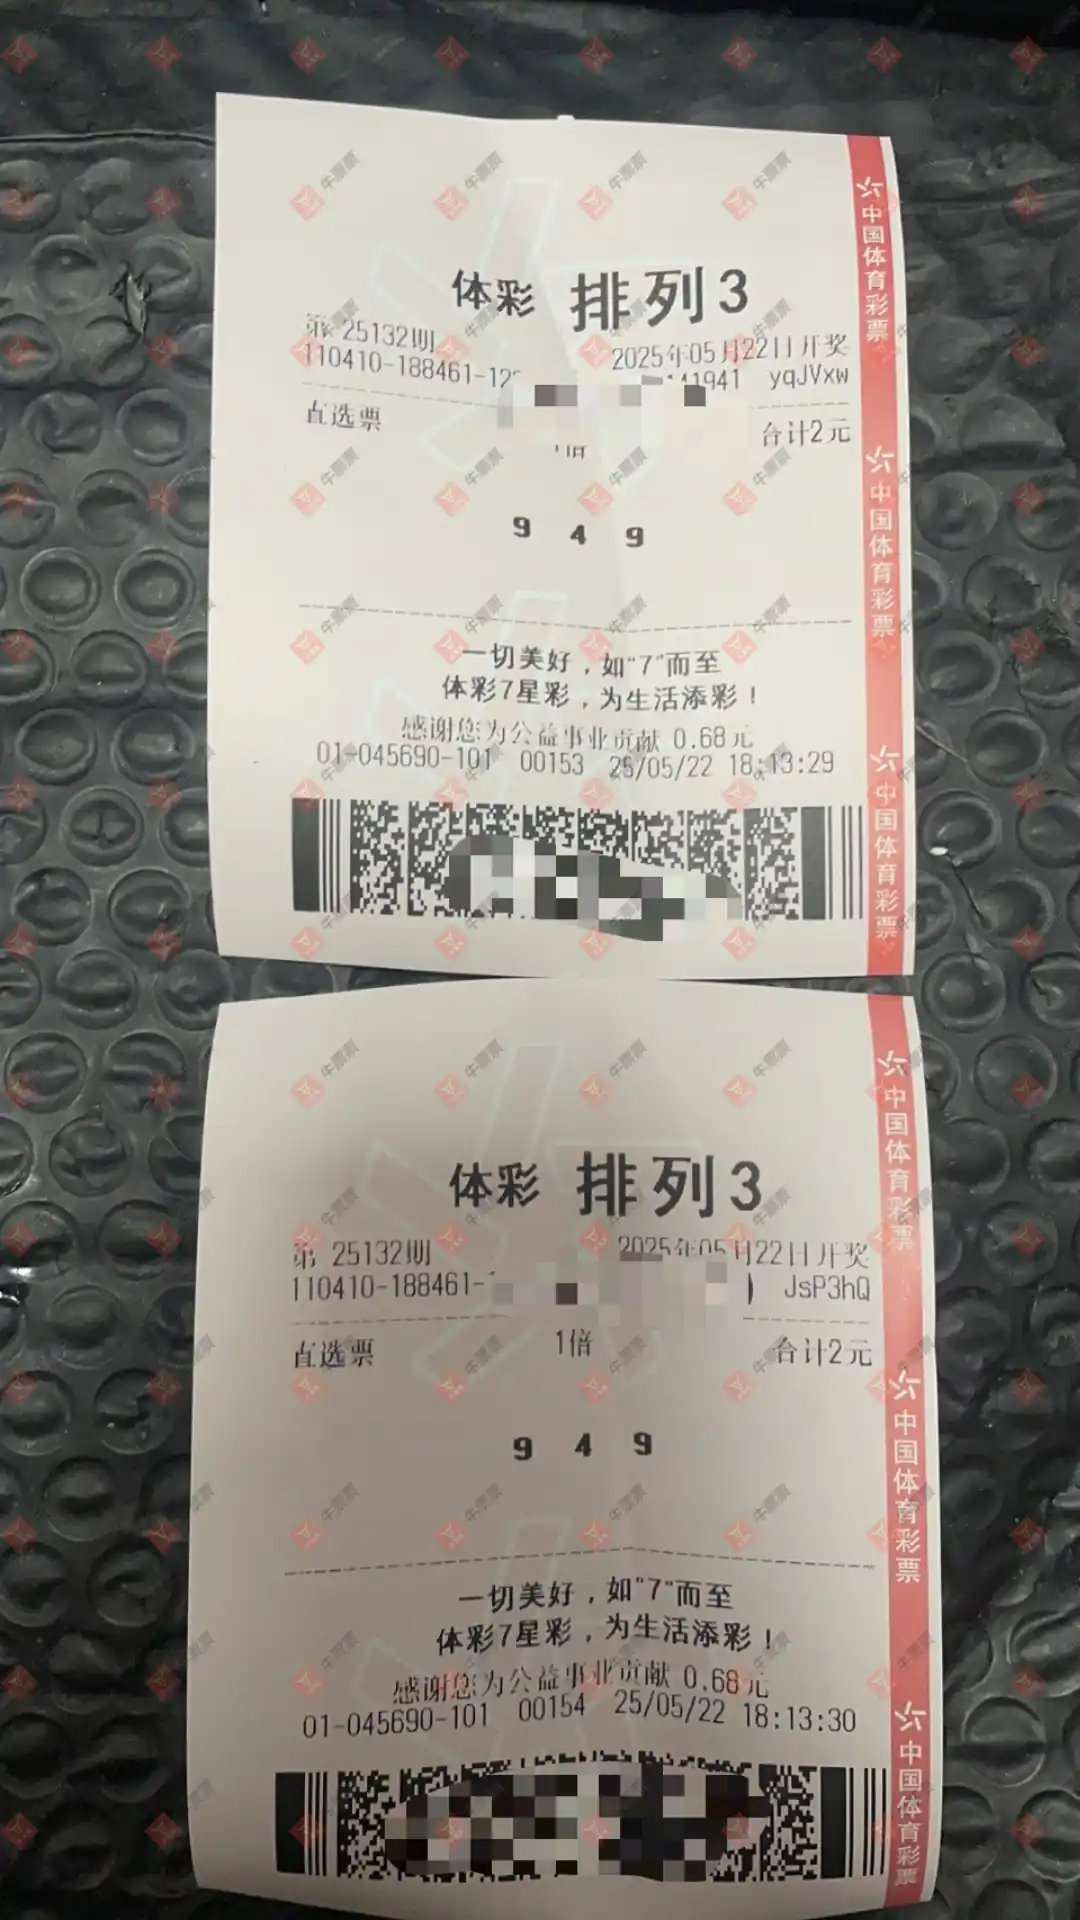 体彩 排列3
第 25132期
2025年05月22日开奖
110410-188461-12
141941 yqJVxw
直选票
1倍
合计2元
9 4 9
一切美好，如“7”而至
体彩7星彩，为生活添彩！
感谢您为公益事业贡献 0.68元
01-045690-101 00153 25/05/22 18:13:29
中国体育彩票
中国体育彩票
中国体育彩票
体彩 排列3
第 25132期
2025年05月22日开奖
110410-188461-
JsP3hQ
直选票
1倍
合计2元
9 4 9
一切美好，如“7”而至
体彩7星彩，为生活添彩！
感谢您为公益事业贡献 0.68元
01-045690-101 00154 25/05/22 18:13:30
中国体育彩票
中国体育彩票
中国体育彩票
牛票票